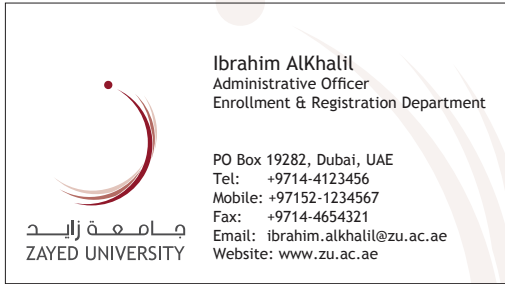 Ibrahim AlKhalil
Administrative Officer
Enrollment & Registration Department
PO Box 19282, Dubai, UAE
Tel: +9714-4123456
Mobile: +97152-1234567
Fax: +9714-4654321
Email: ibrahim.alkhalil@zu.ac.ae
Website: www.zu.ac.ae
جامعة زايد
ZAYED UNIVERSITY